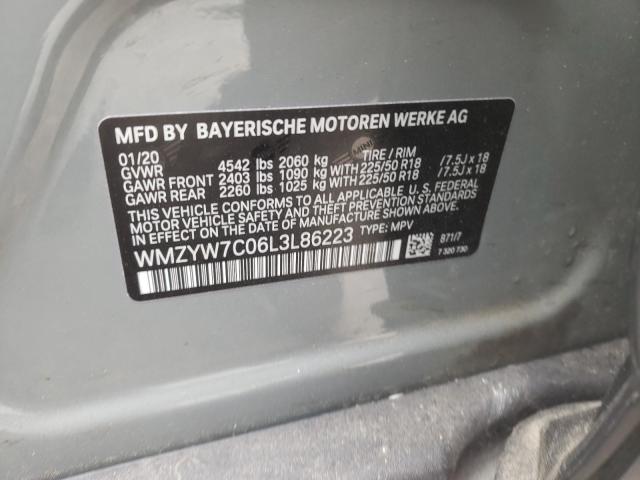 MFD BY BAYERISCHE MOTOREN WERKE AG
MINI
01/20 TIRE / RIM
GVWR 4542 lbs 2060 kg
GAWR FRONT 2403 lbs 1090 kg WITH 225/50 R18 / 7.5J x 18
GAWR REAR 2260 lbs 1025 kg WITH 225/50 R18 / 7.5J x 18
THIS VEHICLE CONFORMS TO ALL APPLICABLE U. S. FEDERAL
MOTOR VEHICLE SAFETY, BUMPER AND THEFT PREVENTION STANDARDS
IN EFFECT ON THE DATE OF MANUFACTURE SHOWN ABOVE.
WMZYW7C06L3L86223 TYPE: MPV
B71/7
7 320 730